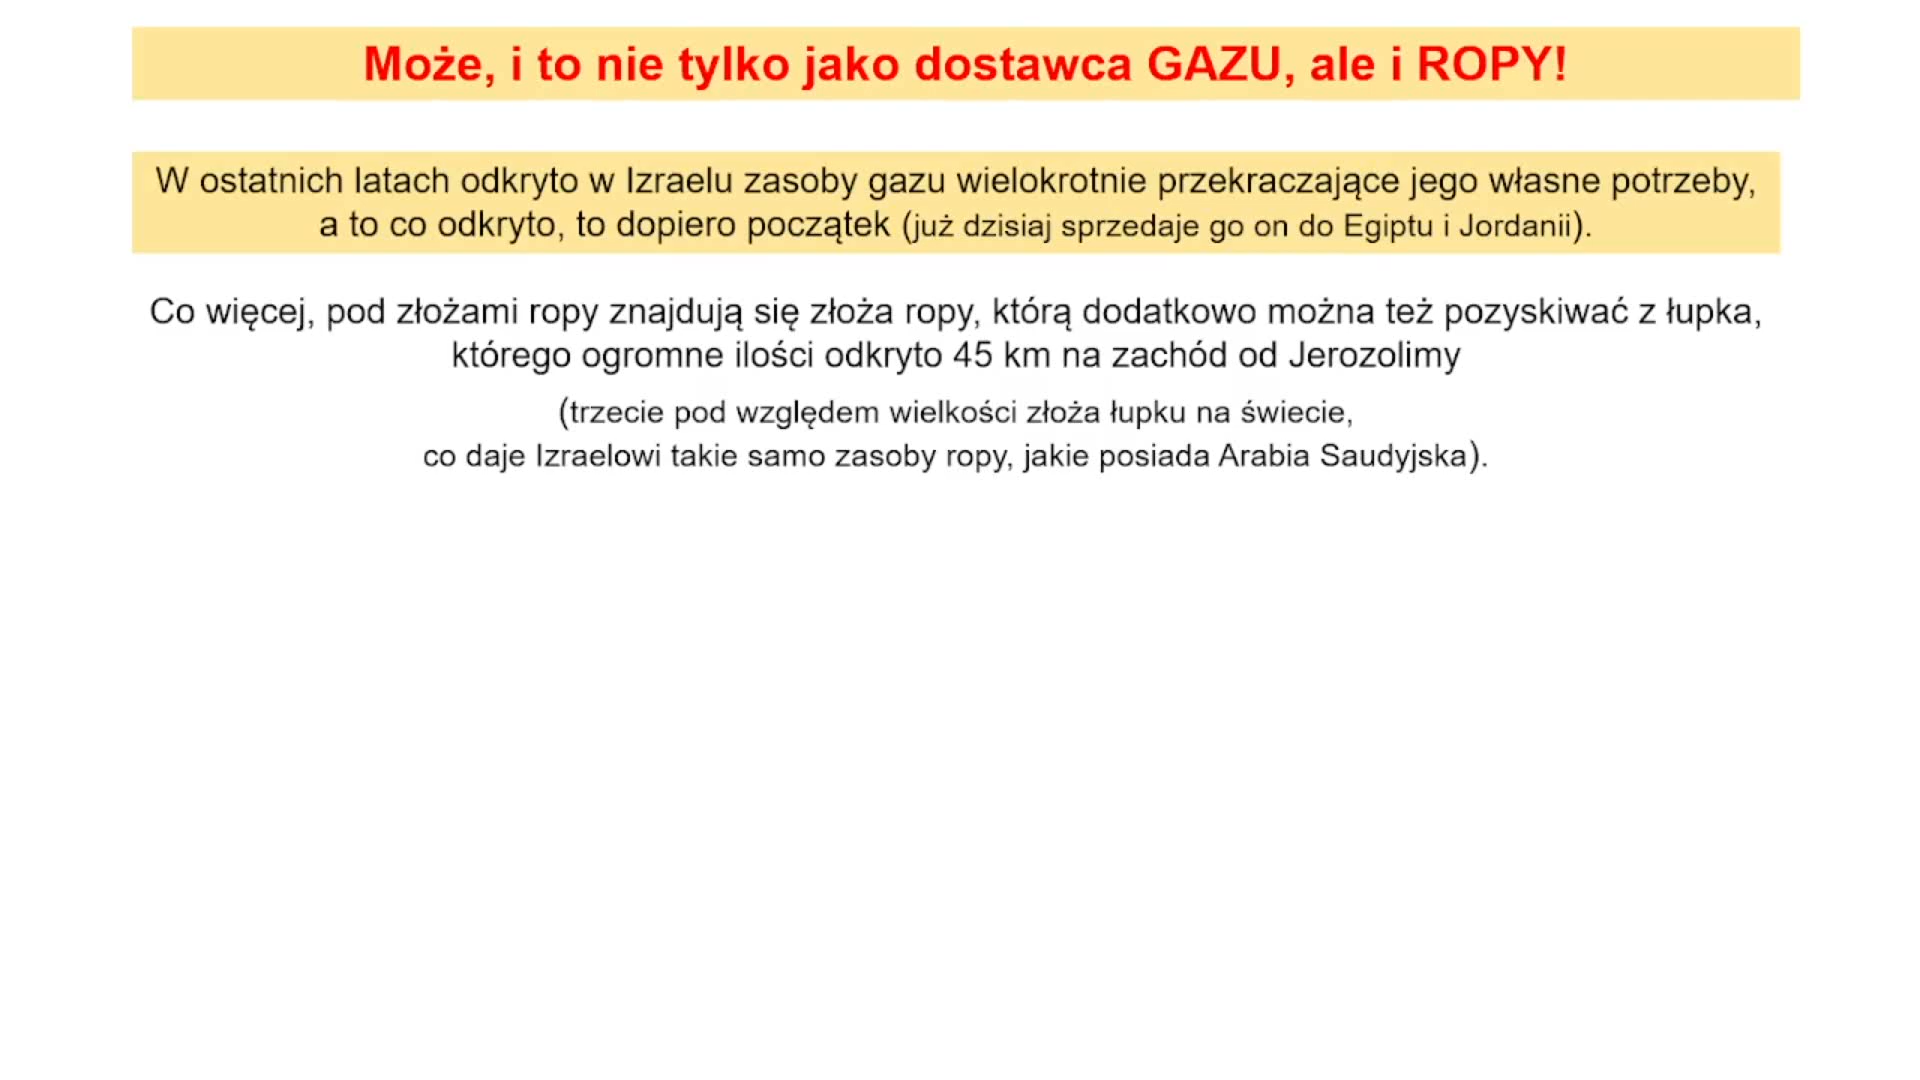 Może, i to nie tylko jako dostawca GAZU, ale i ROPY!
W ostatnich latach odkryto w Izraelu zasoby gazu wielokrotnie przekraczające jego własne potrzeby,
a to co odkryto, to dopiero początek (już dzisiaj sprzedaje go on do Egiptu i Jordanii).
Co więcej, pod złożami ropy znajdują się złoża ropy, którą dodatkowo można też pozyskiwać z łupka,
którego ogromne ilości odkryto 45 km na zachód od Jerozolimy
(trzecie pod względem wielkości złoża łupku na świecie,
co daje Izraelowi takie samo zasoby ropy, jakie posiada Arabia Saudyjska).